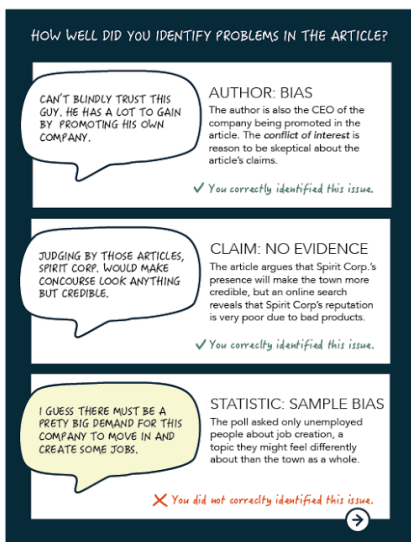 HOW WELL DID YOU IDENTIFY PROBLEMS IN THE ARTICLE?
CAN'T BLINDLY TRUST THIS
GUY. HE HAS A LOT TO GAIN
BY PROMOTING HIS OWN
COMPANY.
AUTHOR: BIAS
The author is also the CEO of the
company being promoted in the
article. The conflict of interest is
reason to be skeptical about the
article's claims.
You correctly identified this issue.
JUDGING BY THOSE ARTICLES,
SPIRIT CORP. WOULD MAKE
CONCOURSE LOOK ANYTHING
BUT CREDIBLE.
CLAIM: NO EVIDENCE
The article argues that Spirit Corp.'s
presence will make the town more
credible, but an online search
reveals that Spirit Corp's reputation
is very poor due to bad products.
You correclty identified this issue.
I GUESS THERE MUST BE A
PRETY BIG DEMAND FOR THIS
COMPANY TO MOVE IN AND
CREATE SOME JOBS.
STATISTIC: SAMPLE BIAS
The poll asked only unemployed
people about job creation, a
topic they might feel differently
about than the town as a whole.
You did not correclty identified this issue.